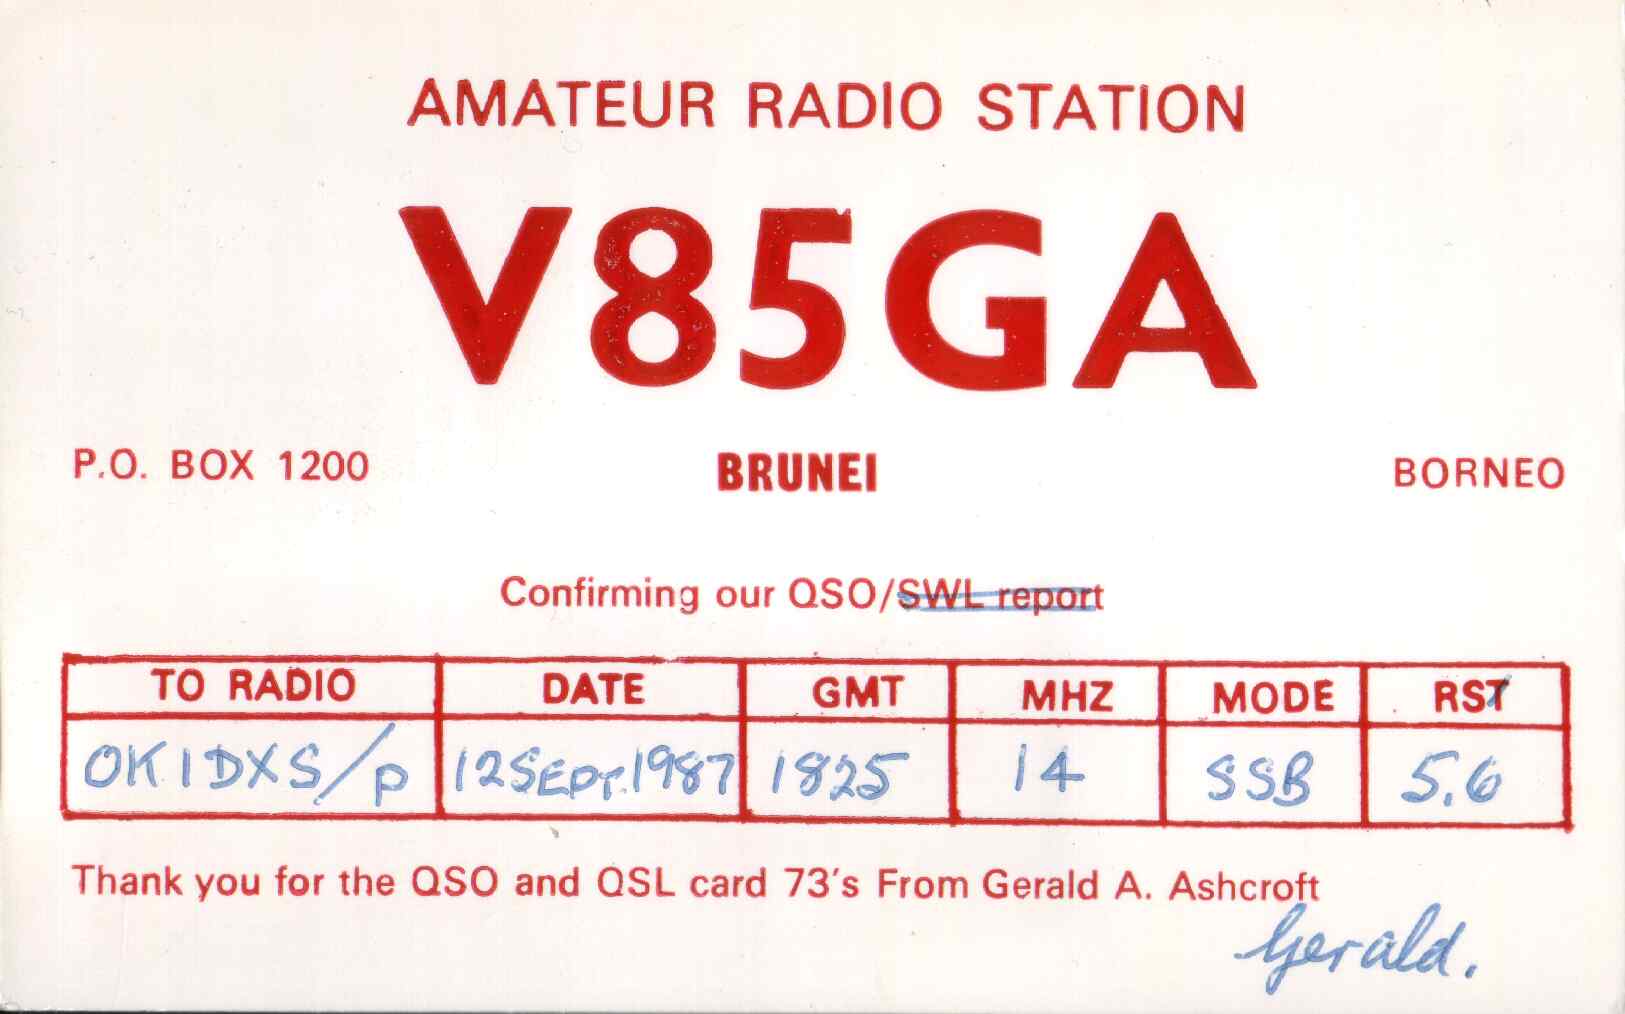 AMATEUR RADIO STATION
V85GA
P.O. BOX 1200 BRUNEI BORNEO
Confirming our QSO/SWL report
TO RADIO DATE GMT MHZ MODE RST
OK1DXS/p 12SEPT.1987 1825 14 SSB 5,6
Thank you for the QSO and QSL card 73's From Gerald A. Ashcroft
Gerald.